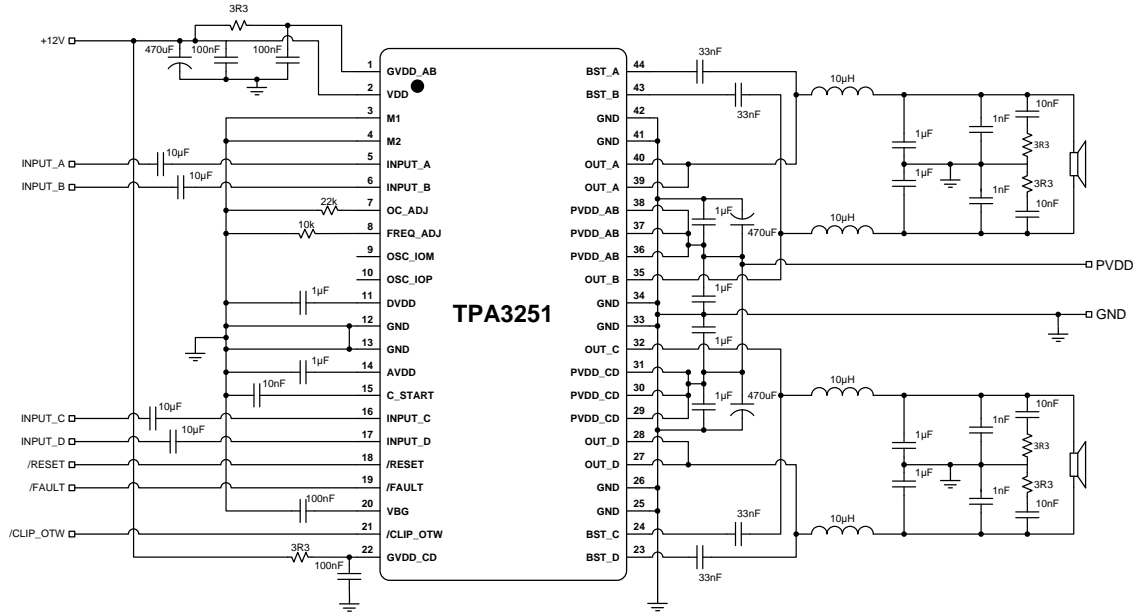 3R3
+12V
470uF
100nF
100nF
1 GVDD_AB
2 VDD
3 M1
4 M2
INPUT_A 10µF 5 INPUT_A
INPUT_B 10µF 6 INPUT_B
22k 7 OC_ADJ
10k 8 FREQ_ADJ
9 OSC_IOM
10 OSC_IOP
1µF 11 DVDD
12 GND
13 GND
1µF 14 AVDD
10nF 15 C_START
INPUT_C 10µF 16 INPUT_C
INPUT_D 10µF 17 INPUT_D
/RESET 18 /RESET
/FAULT 19 /FAULT
100nF 20 VBG
/CLIP_OTW 21 /CLIP_OTW
3R3 22 GVDD_CD
100nF
TPA3251
BST_A 44
BST_B 43
GND 42
GND 41
OUT_A 40
OUT_A 39
PVDD_AB 38
PVDD_AB 37
PVDD_AB 36
OUT_B 35
GND 34
GND 33
OUT_C 32
PVDD_CD 31
PVDD_CD 30
PVDD_CD 29
OUT_D 28
OUT_D 27
GND 26
GND 25
BST_C 24
BST_D 23
33nF
33nF
10µH
10µH
1µF
1µF
1nF
1nF
10nF
3R3
3R3
10nF
1µF
470uF
1µF
PVDD
GND
1µF
1µF
470uF
10µH
10µH
1µF
1µF
1nF
1nF
10nF
3R3
3R3
10nF
33nF
33nF